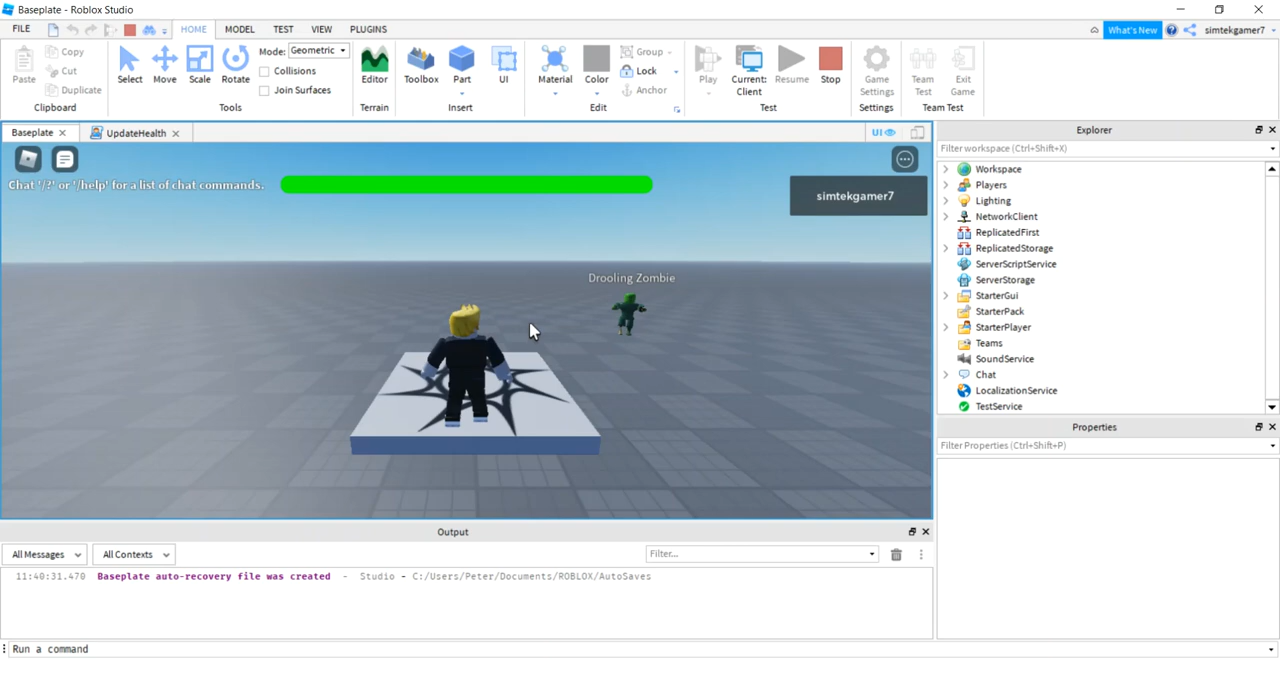 Baseplate - Roblox Studio
FILE HOME MODEL TEST VIEW PLUGINS What's New simtekgamer7
Paste Copy Cut Duplicate
Clipboard
Select Move Scale Rotate Mode: Geometric Collisions Join Surfaces
Tools
Editor
Terrain
Toolbox Part UI
Insert
Material Color Group Lock Anchor
Edit
Play Current: Client Resume Stop
Test
Game Settings
Settings
Team Test Exit Game
Team Test
Baseplate UpdateHealth UI
Chat '/?' or '/help' for a list of chat commands.
simtekgamer7
Drooling Zombie
Explorer
Filter workspace (Ctrl+Shift+X)
Workspace
Players
Lighting
NetworkClient
ReplicatedFirst
ReplicatedStorage
ServerScriptService
ServerStorage
StarterGui
StarterPack
StarterPlayer
Teams
SoundService
Chat
LocalizationService
TestService
Properties
Filter Properties (Ctrl+Shift+P)
Output
All Messages All Contexts Filter...
11:40:31.470 Baseplate auto-recovery file was created - Studio - C:/Users/Peter/Documents/ROBLOX/AutoSaves
Run a command